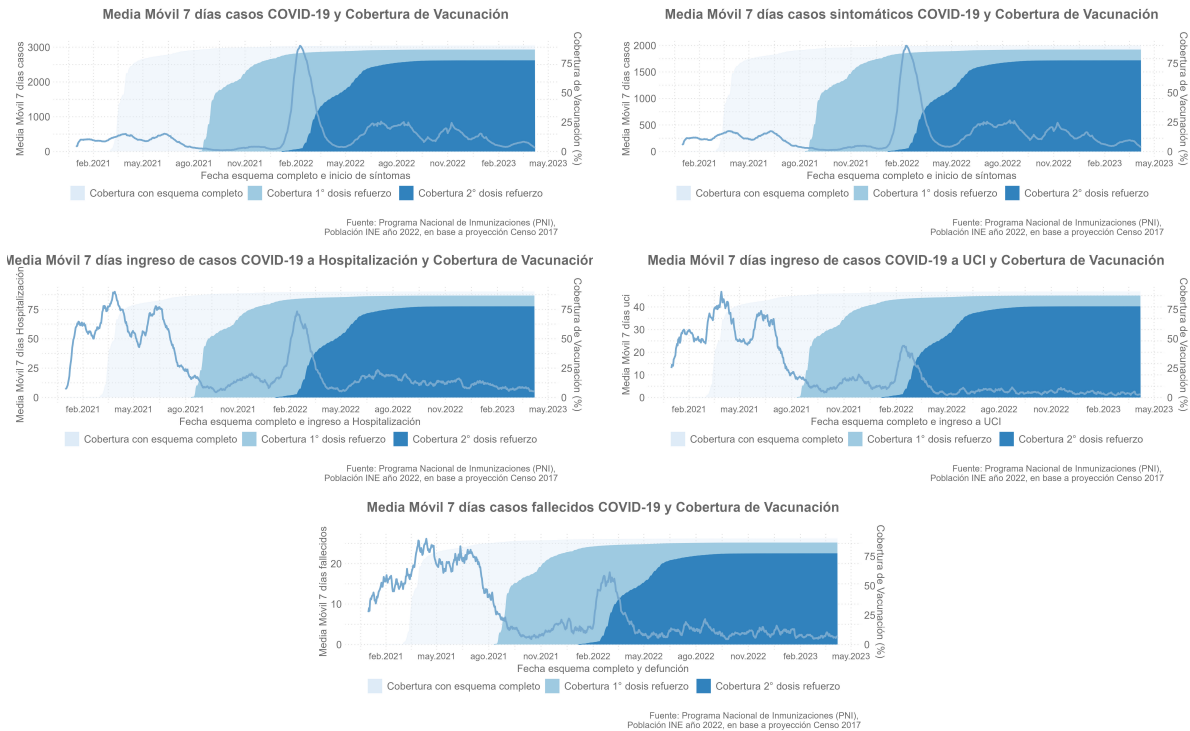 Media Móvil 7 días casos COVID-19 y Cobertura de Vacunación
Media Móvil 7 días casos
3000
2000
1000
0
Cobertura de Vacunación (%)
75
50
25
0
feb.2021 may.2021 ago.2021 nov.2021 feb.2022 may.2022 ago.2022 nov.2022 feb.2023 may.2023
Fecha esquema completo e inicio de síntomas
Cobertura con esquema completo Cobertura 1° dosis refuerzo Cobertura 2° dosis refuerzo
Fuente: Programa Nacional de Inmunizaciones (PNI),
Población INE año 2022, en base a proyección Censo 2017
Media Móvil 7 días casos sintomáticos COVID-19 y Cobertura de Vacunación
Media Móvil 7 días casos
2000
1500
1000
500
0
Cobertura de Vacunación (%)
75
50
25
0
feb.2021 may.2021 ago.2021 nov.2021 feb.2022 may.2022 ago.2022 nov.2022 feb.2023 may.2023
Fecha esquema completo e inicio de síntomas
Cobertura con esquema completo Cobertura 1° dosis refuerzo Cobertura 2° dosis refuerzo
Fuente: Programa Nacional de Inmunizaciones (PNI),
Población INE año 2022, en base a proyección Censo 2017
Media Móvil 7 días ingreso de casos COVID-19 a Hospitalización y Cobertura de Vacunación
Media Móvil 7 días Hospitalización
75
50
25
0
Cobertura de Vacunación (%)
75
50
25
0
feb.2021 may.2021 ago.2021 nov.2021 feb.2022 may.2022 ago.2022 nov.2022 feb.2023 may.2023
Fecha esquema completo e ingreso a Hospitalización
Cobertura con esquema completo Cobertura 1° dosis refuerzo Cobertura 2° dosis refuerzo
Fuente: Programa Nacional de Inmunizaciones (PNI),
Población INE año 2022, en base a proyección Censo 2017
Media Móvil 7 días ingreso de casos COVID-19 a UCI y Cobertura de Vacunación
Media Móvil 7 días uci
40
30
20
10
0
Cobertura de Vacunación (%)
75
50
25
0
feb.2021 may.2021 ago.2021 nov.2021 feb.2022 may.2022 ago.2022 nov.2022 feb.2023 may.2023
Fecha esquema completo e ingreso a UCI
Cobertura con esquema completo Cobertura 1° dosis refuerzo Cobertura 2° dosis refuerzo
Fuente: Programa Nacional de Inmunizaciones (PNI),
Población INE año 2022, en base a proyección Censo 2017
Media Móvil 7 días casos fallecidos COVID-19 y Cobertura de Vacunación
Media Móvil 7 días fallecidos
20
10
0
Cobertura de Vacunación (%)
75
50
25
0
feb.2021 may.2021 ago.2021 nov.2021 feb.2022 may.2022 ago.2022 nov.2022 feb.2023 may.2023
Fecha esquema completo y defunción
Cobertura con esquema completo Cobertura 1° dosis refuerzo Cobertura 2° dosis refuerzo
Fuente: Programa Nacional de Inmunizaciones (PNI),
Población INE año 2022, en base a proyección Censo 2017